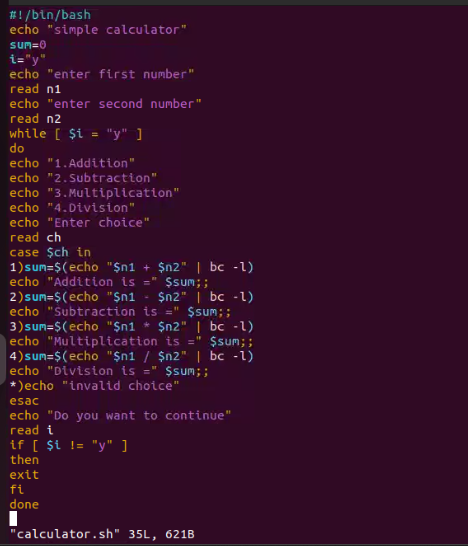 #!/bin/bash
echo "simple calculator"
sum=0
i="y"
echo "enter first number"
read n1
echo "enter second number"
read n2
while [ $i = "y" ]
do
echo "1.Addition"
echo "2.Subtraction"
echo "3.Multiplication"
echo "4.Division"
echo "Enter choice"
read ch
case $ch in
1)sum=$(echo "$n1 + $n2" | bc -l)
echo "Addition is =" $sum;;
2)sum=$(echo "$n1 - $n2" | bc -l)
echo "Subtraction is =" $sum;;
3)sum=$(echo "$n1 * $n2" | bc -l)
echo "Multiplication is =" $sum;;
4)sum=$(echo "$n1 / $n2" | bc -l)
echo "Division is =" $sum;;
*)echo "invalid choice"
esac
echo "Do you want to continue"
read i
if [ $i != "y" ]
then
exit
fi
done
"calculator.sh" 35L, 621B